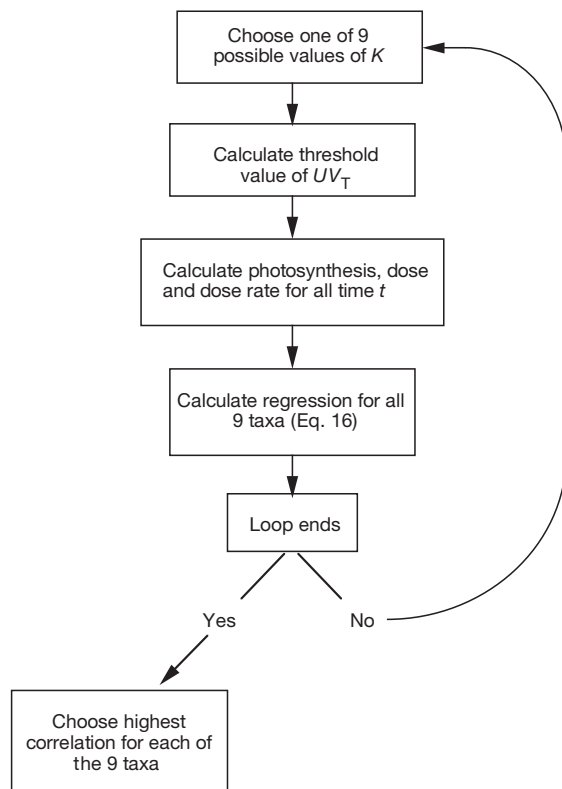 Choose one of 9
possible values of K
Calculate threshold
value of UVT
Calculate photosynthesis, dose
and dose rate for all time t
Calculate regression for all
9 taxa (Eq. 16)
Loop ends
Yes
No
Choose highest
correlation for each of
the 9 taxa